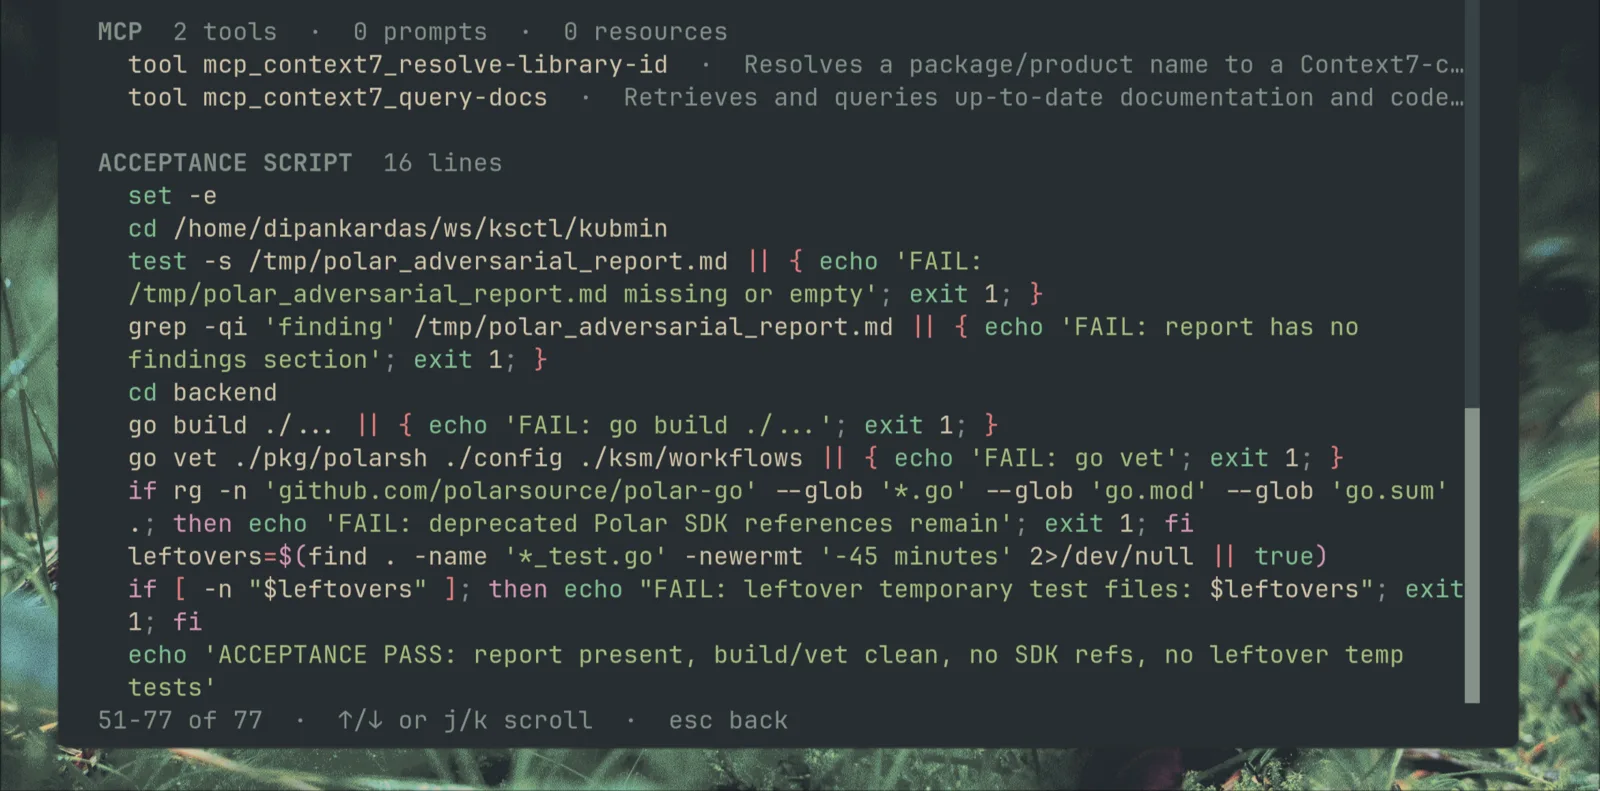 MCP  2 tools  ·  0 prompts  ·  0 resources
tool mcp_context7_resolve-library-id  ·  Resolves a package/product name to a Context7-c…
tool mcp_context7_query-docs  ·  Retrieves and queries up-to-date documentation and code…
ACCEPTANCE SCRIPT  16 lines
set -e
cd /home/dipankardas/ws/ksctl/kubmin
test -s /tmp/polar_adversarial_report.md || { echo 'FAIL:
/tmp/polar_adversarial_report.md missing or empty'; exit 1; }
grep -qi 'finding' /tmp/polar_adversarial_report.md || { echo 'FAIL: report has no
findings section'; exit 1; }
cd backend
go build ./... || { echo 'FAIL: go build ./...'; exit 1; }
go vet ./pkg/polarsh ./config ./ksm/workflows || { echo 'FAIL: go vet'; exit 1; }
if rg -n 'github.com/polarsource/polar-go' --glob '*.go' --glob 'go.mod' --glob 'go.sum'
.; then echo 'FAIL: deprecated Polar SDK references remain'; exit 1; fi
leftovers=$(find . -name '*_test.go' -newermt '-45 minutes' 2>/dev/null || true)
if [ -n "$leftovers" ]; then echo "FAIL: leftover temporary test files: $leftovers"; exit
1; fi
echo 'ACCEPTANCE PASS: report present, build/vet clean, no SDK refs, no leftover temp
tests'
51-77 of 77  ·  ↑/↓ or j/k scroll  ·  esc back